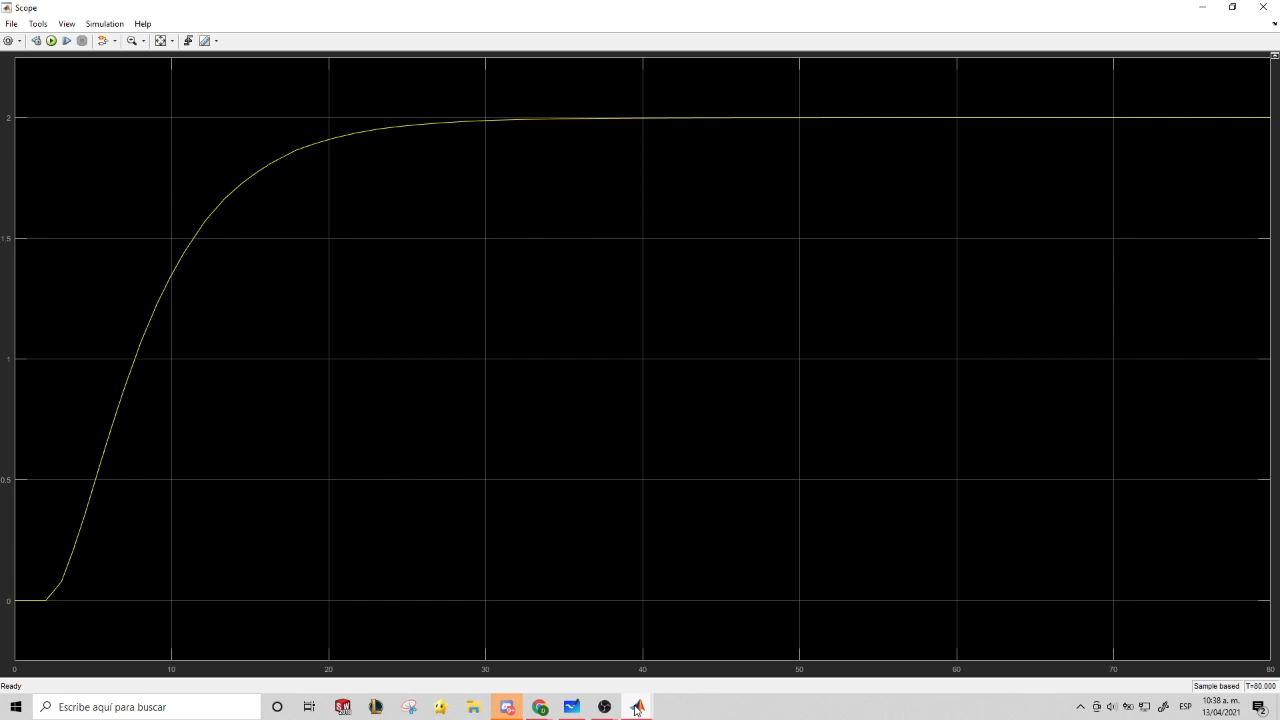 Scope
File Tools View Simulation Help
2
1.5
1
0.5
0
0 10 20 30 40 50 60 70 80
Ready Sample based T=80.000
Escribe aquí para buscar
ESP
10:38 a. m.
13/04/2021
2